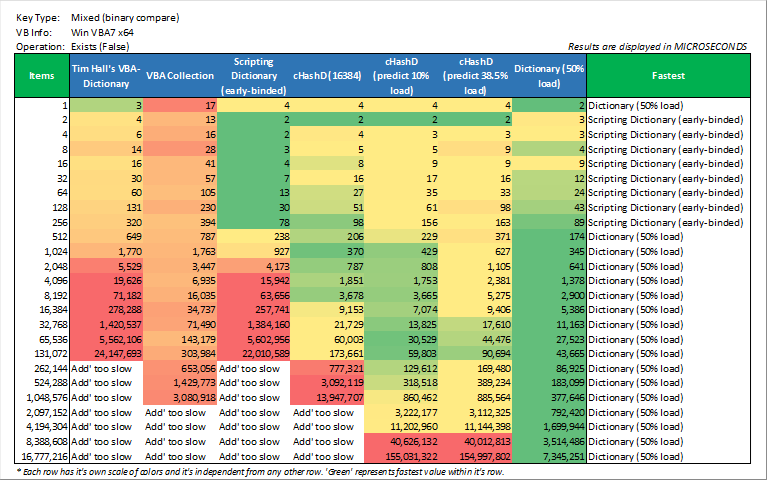 Key Type: Mixed (binary compare)
VB Info: Win VBA7 x64
Operation: Exists (False) Results are displayed in MICROSECONDS
Items Tim Hall's VBA-Dictionary VBA Collection Scripting Dictionary (early-binded) cHashD (16384) cHashD (predict 10% load) cHashD (predict 38.5% load) Dictionary (50% load) Fastest
1 3 17 4 4 4 4 2 Dictionary (50% load)
2 4 13 2 2 2 2 3 Scripting Dictionary (early-binded)
4 6 16 2 4 3 3 3 Scripting Dictionary (early-binded)
8 14 28 3 5 5 9 4 Scripting Dictionary (early-binded)
16 16 41 4 8 9 9 9 Scripting Dictionary (early-binded)
32 30 57 7 16 17 16 12 Scripting Dictionary (early-binded)
64 60 105 13 27 35 33 24 Scripting Dictionary (early-binded)
128 131 230 30 51 61 98 43 Scripting Dictionary (early-binded)
256 320 394 78 98 156 163 89 Scripting Dictionary (early-binded)
512 649 787 238 206 229 371 174 Dictionary (50% load)
1,024 1,770 1,763 927 370 429 627 345 Dictionary (50% load)
2,048 5,529 3,447 4,173 787 808 1,105 641 Dictionary (50% load)
4,096 19,626 6,935 15,942 1,851 1,753 2,381 1,378 Dictionary (50% load)
8,192 71,182 16,035 63,656 3,678 3,665 5,275 2,900 Dictionary (50% load)
16,384 278,288 34,737 257,741 9,153 7,074 9,406 5,386 Dictionary (50% load)
32,768 1,420,537 71,490 1,384,160 21,729 13,825 17,610 11,163 Dictionary (50% load)
65,536 5,562,106 143,179 5,602,956 60,003 30,529 44,476 27,523 Dictionary (50% load)
131,072 24,147,693 303,984 22,010,589 173,661 59,803 90,694 43,665 Dictionary (50% load)
262,144 Add' too slow 653,056 Add' too slow 777,321 129,612 169,480 86,925 Dictionary (50% load)
524,288 Add' too slow 1,429,773 Add' too slow 3,092,119 318,518 389,234 183,099 Dictionary (50% load)
1,048,576 Add' too slow 3,080,918 Add' too slow 13,947,707 860,462 885,564 377,646 Dictionary (50% load)
2,097,152 Add' too slow Add' too slow Add' too slow Add' too slow 3,222,177 3,112,325 792,420 Dictionary (50% load)
4,194,304 Add' too slow Add' too slow Add' too slow Add' too slow 11,202,960 11,144,398 1,699,944 Dictionary (50% load)
8,388,608 Add' too slow Add' too slow Add' too slow Add' too slow 40,626,132 40,012,813 3,514,486 Dictionary (50% load)
16,777,216 Add' too slow Add' too slow Add' too slow Add' too slow 155,031,322 154,997,802 7,345,251 Dictionary (50% load)
* Each row has it's own scale of colors and it's independent from any other row. 'Green' represents fastest value within it's row.